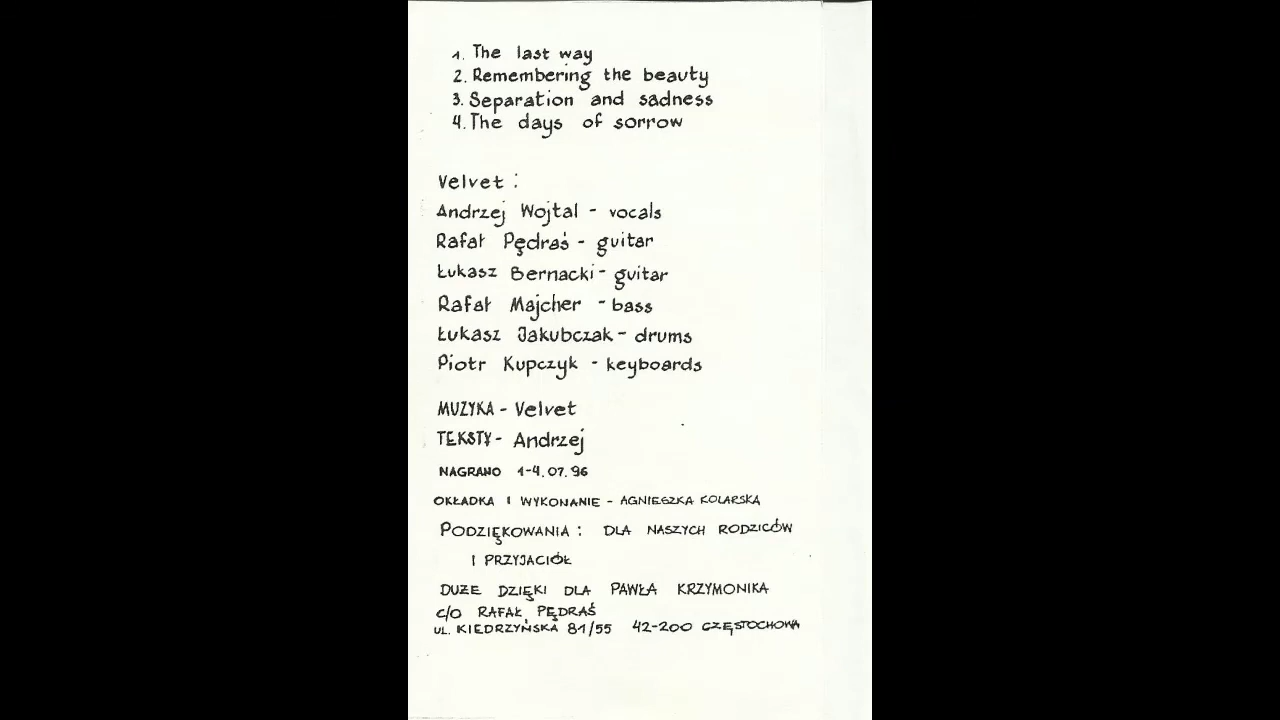 1. The last way
2. Remembering the beauty
3. Separation and sadness
4. The days of sorrow
Velvet :
Andrzej Wojtal - vocals
Rafał Pędraś - guitar
Łukasz Bernacki - guitar
Rafał Majcher - bass
Łukasz Jakubczak - drums
Piotr Kupczyk - keyboards
MUZYKA - Velvet
TEKSTY - Andrzej
NAGRANO 1-4.07.96
OKŁADKA I WYKONANIE - AGNIESZKA KOLARSKA
PODZIĘKOWANIA : DLA NASZYCH RODZICÓW
I PRZYJACIÓŁ
DUŻE DZIĘKI DLA PAWŁA KRZYMONIKA
C/O RAFAŁ PĘDRAŚ
UL. KIEDRZYŃSKA 81/55 42-200 CZĘSTOCHOWA